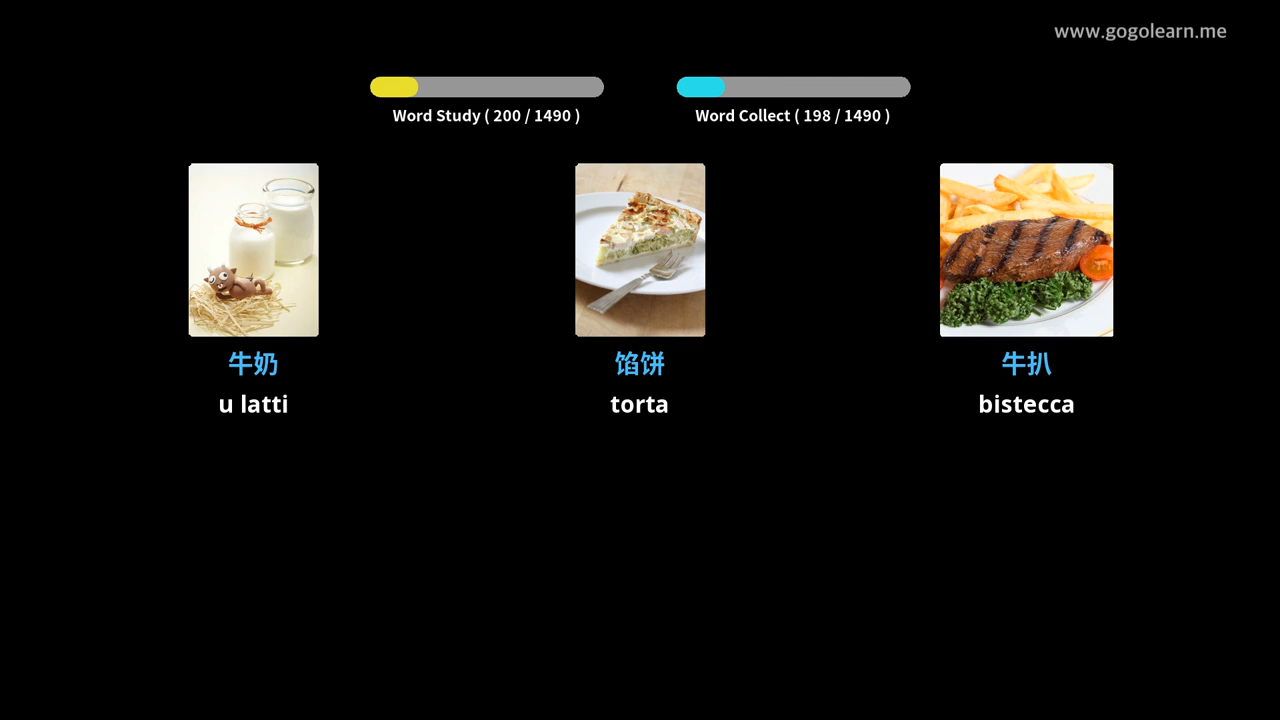 www.gogolearn.me
Word Study ( 200 / 1490 )
Word Collect ( 198 / 1490 )
牛奶
馅饼
牛扒
u latti
torta
bistecca